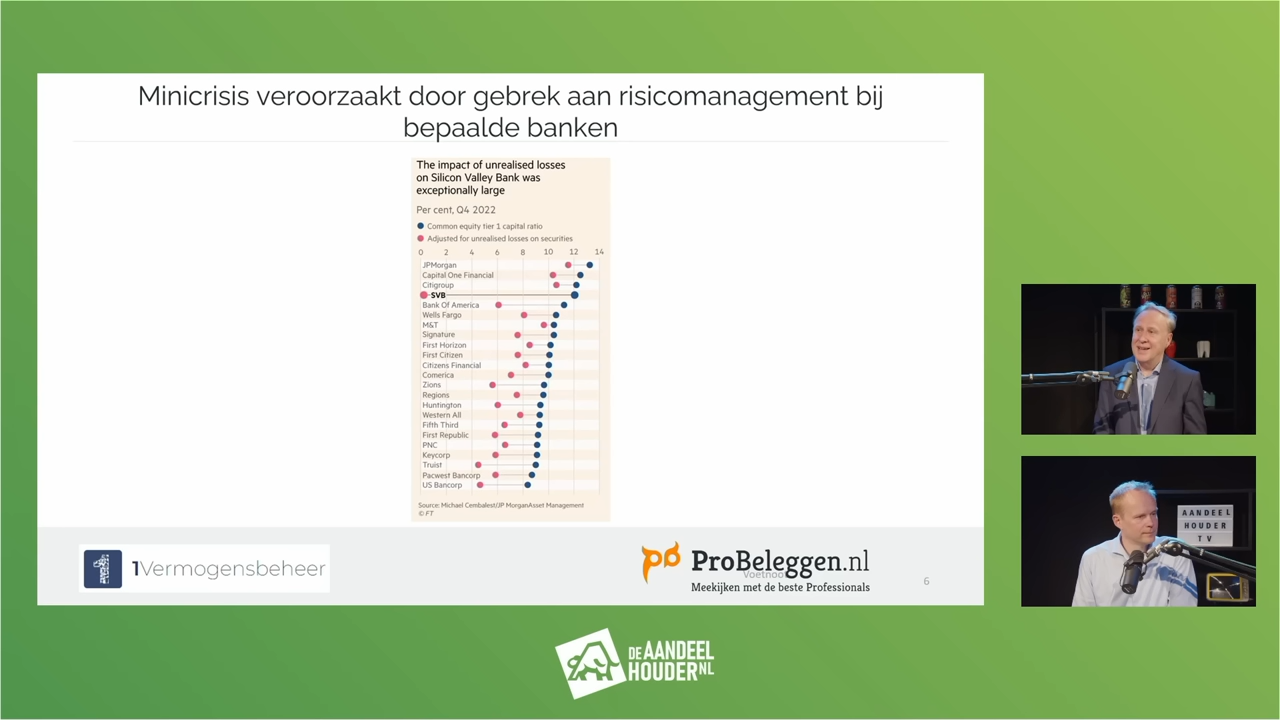 Minicrisis veroorzaakt door gebrek aan risicomanagement bij
bepaalde banken
The impact of unrealised losses
on Silicon Valley Bank was
exceptionally large
Per cent, Q4 2022
Common equity tier 1 capital ratio
Adjusted for unrealised losses on securities
0 2 4 6 8 10 12 14
JPMorgan
Capital One Financial
Citigroup
SVB
Bank Of America
Wells Fargo
M&T
Signature
First Horizon
First Citizen
Citizens Financial
Comerica
Zions
Regions
Huntington
Western All
Fifth Third
First Republic
PNC
Keycorp
Truist
Pacwest Bancorp
US Bancorp
Source: Michael Cembalest/JP MorganAsset Management
© FT
1Vermogensbeheer
ProBeleggen.nl
Meekijken met de beste Professionals
6
AANDEEL
HOUDER
TV
DE AANDEEL
HOUDER NL